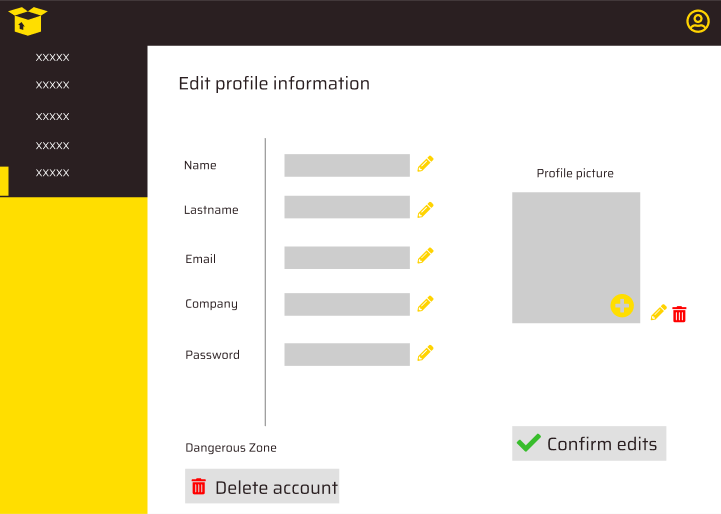 xxxxx
xxxxx
xxxxx
xxxxx
xxxxx
Edit profile information
Name
Lastname
Email
Company
Password
Profile picture
Confirm edits
Dangerous Zone
Delete account